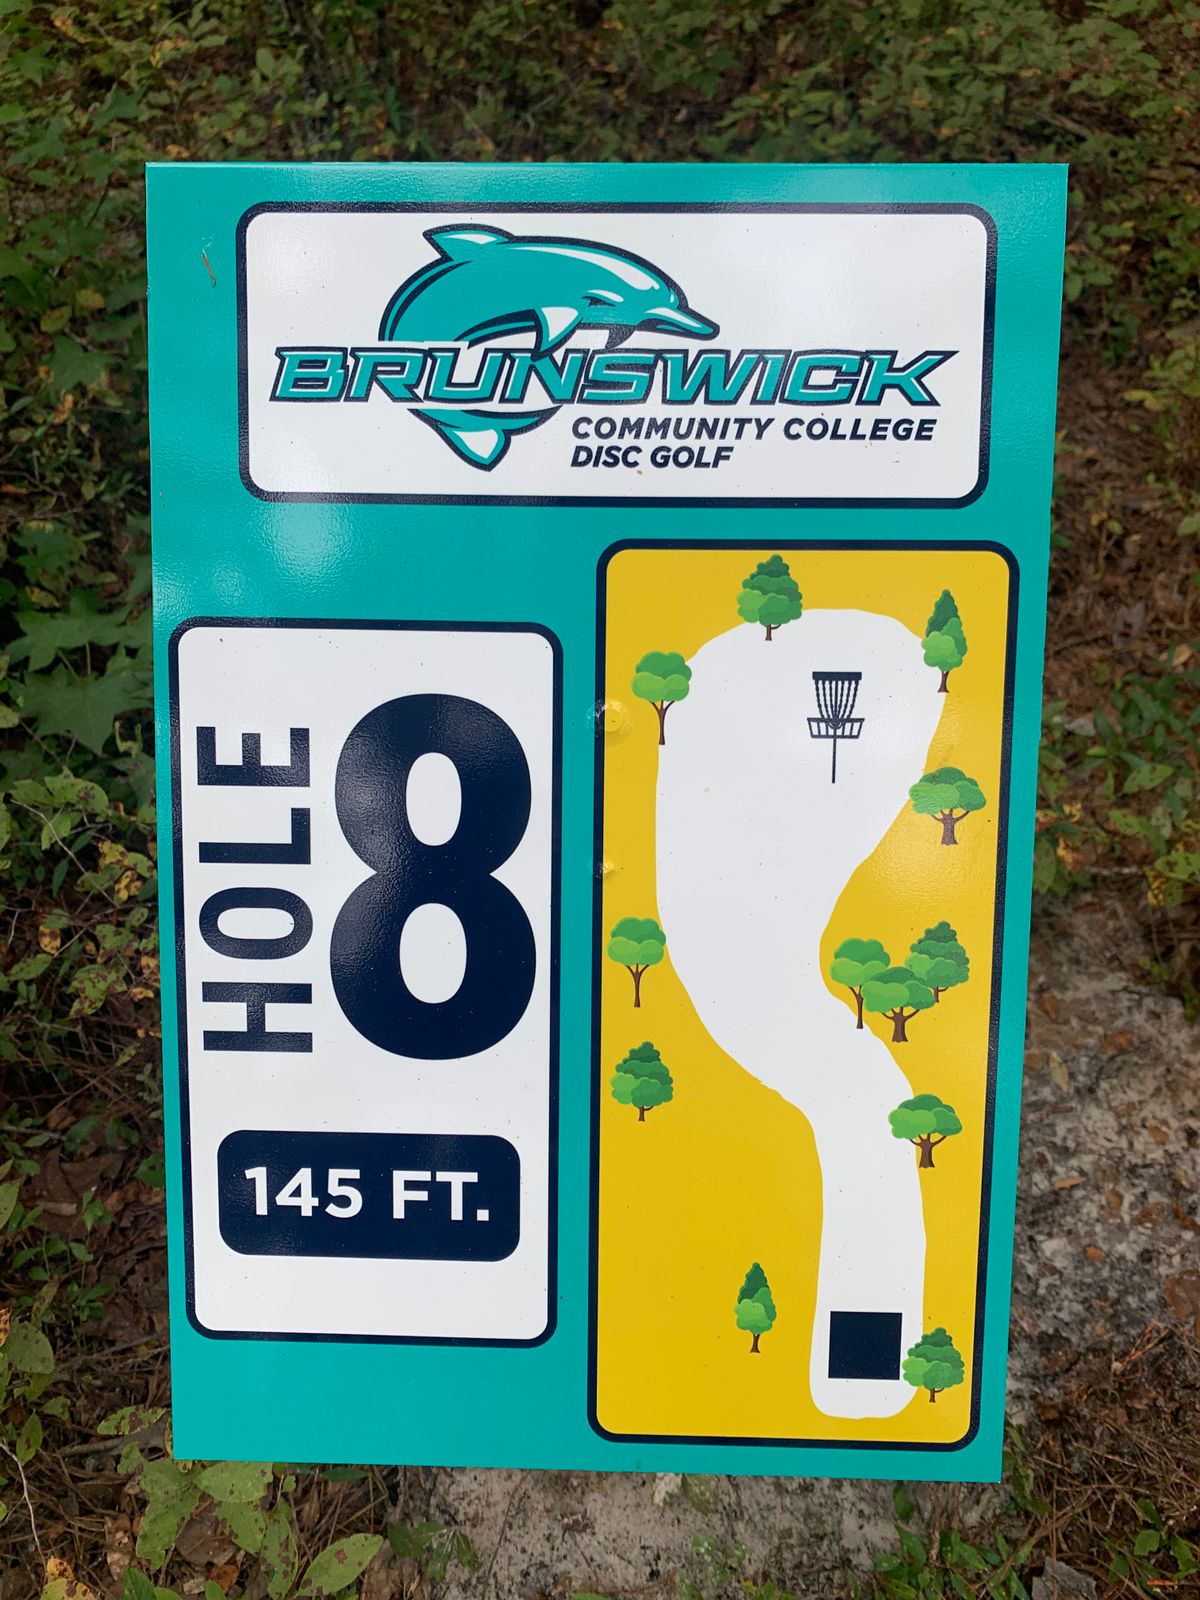 BRUNSWICK
COMMUNITY COLLEGE
DISC GOLF
HOLE
8
145 FT.